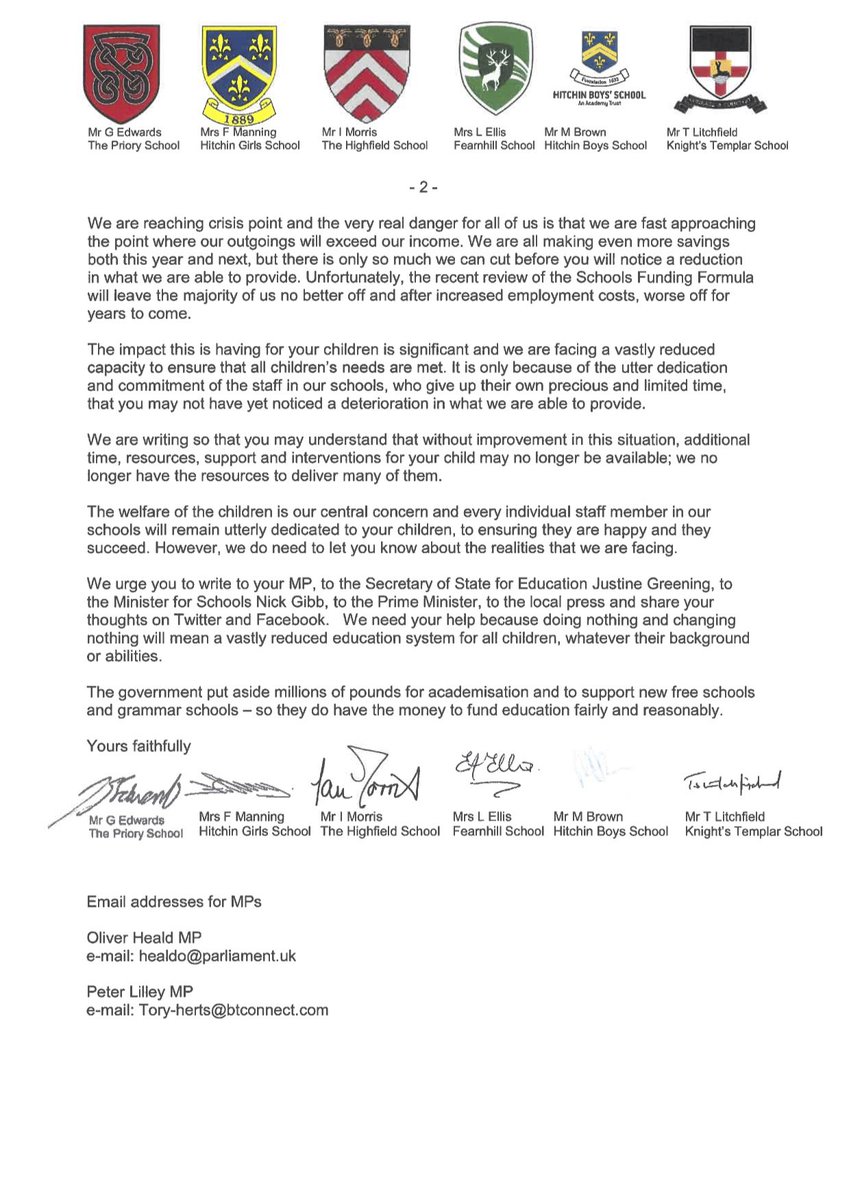 1889
Foundation 1632
HITCHIN BOYS' SCHOOL
An Academy Trust
Mr G Edwards
The Priory School
Mrs F Manning
Hitchin Girls School
Mr I Morris
The Highfield School
Mrs L Ellis
Fearnhill School
Mr M Brown
Hitchin Boys School
Mr T Litchfield
Knight's Templar School
- 2 -
We are reaching crisis point and the very real danger for all of us is that we are fast approaching
the point where our outgoings will exceed our income. We are all making even more savings
both this year and next, but there is only so much we can cut before you will notice a reduction
in what we are able to provide. Unfortunately, the recent review of the Schools Funding Formula
will leave the majority of us no better off and after increased employment costs, worse off for
years to come.
The impact this is having for your children is significant and we are facing a vastly reduced
capacity to ensure that all children's needs are met. It is only because of the utter dedication
and commitment of the staff in our schools, who give up their own precious and limited time,
that you may not have yet noticed a deterioration in what we are able to provide.
We are writing so that you may understand that without improvement in this situation, additional
time, resources, support and interventions for your child may no longer be available; we no
longer have the resources to deliver many of them.
The welfare of the children is our central concern and every individual staff member in our
schools will remain utterly dedicated to your children, to ensuring they are happy and they
succeed. However, we do need to let you know about the realities that we are facing.
We urge you to write to your MP, to the Secretary of State for Education Justine Greening, to
the Minister for Schools Nick Gibb, to the Prime Minister, to the local press and share your
thoughts on Twitter and Facebook. We need your help because doing nothing and changing
nothing will mean a vastly reduced education system for all children, whatever their background
or abilities.
The government put aside millions of pounds for academisation and to support new free schools
and grammar schools – so they do have the money to fund education fairly and reasonably.
Yours faithfully
Mr G Edwards
The Priory School
Mrs F Manning
Hitchin Girls School
Ian Morris
Mr I Morris
The Highfield School
Mrs L Ellis
Fearnhill School
Mr M Brown
Hitchin Boys School
Mr T Litchfield
Knight's Templar School
Email addresses for MPs
Oliver Heald MP
e-mail: healdo@parliament.uk
Peter Lilley MP
e-mail: Tory-herts@btconnect.com